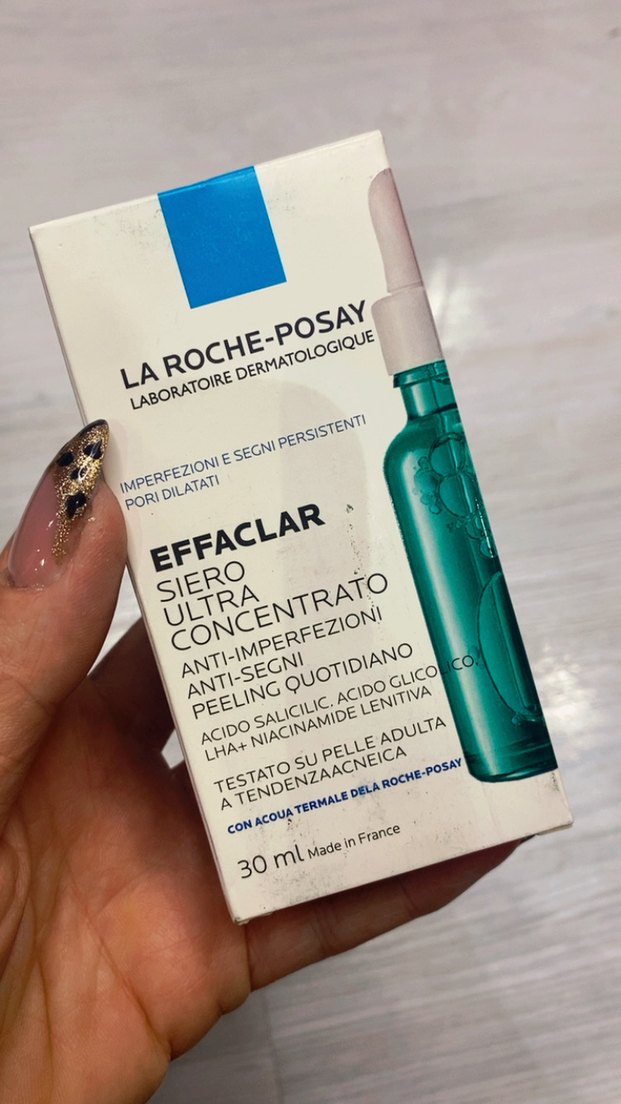 LA ROCHE-POSAY
LABORATOIRE DERMATOLOGIQUE
IMPERFEZIONI E SEGNI PERSISTENTI
PORI DILATATI
EFFACLAR
SIERO
ULTRA
CONCENTRATO
ANTI-IMPERFEZIONI
ANTI-SEGNI
PEELING QUOTIDIANO
ACIDO SALICILIC. ACIDO GLICOLICO.
LHA+ NIACINAMIDE LENITIVA
TESTATO SU PELLE ADULTA
A TENDENZAACNEICA
CON ACQUA TERMALE DELA ROCHE-POSAY
30 ml Made in France